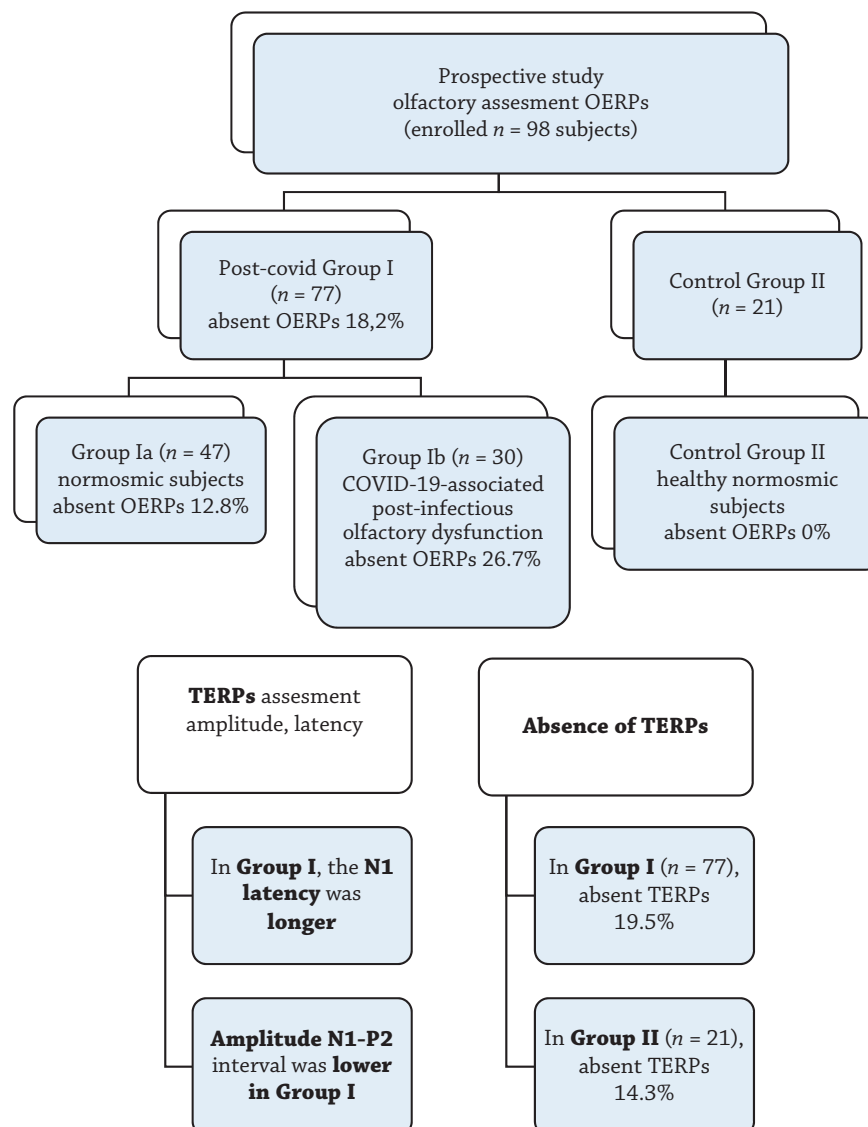 Prospective study
olfactory assesment OERPs
(enrolled n = 98 subjects)
Post-covid Group I
(n = 77)
absent OERPs 18,2%
Control Group II
(n = 21)
Group Ia (n = 47)
normosmic subjects
absent OERPs 12.8%
Group Ib (n = 30)
COVID-19-associated
post-infectious
olfactory dysfunction
absent OERPs 26.7%
Control Group II
healthy normosmic
subjects
absent OERPs 0%
TERPs assesment
amplitude, latency
Absence of TERPs
In Group I, the N1
latency was
longer
In Group I (n = 77),
absent TERPs
19.5%
Amplitude N1-P2
interval was lower
in Group I
In Group II (n = 21),
absent TERPs
14.3%